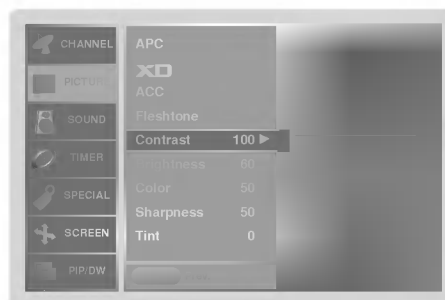 CHANNEL
PICTURE
SOUND
TIMER
SPECIAL
SCREEN
PIP/DW
APC
XD
ACC
Fleshtone
Contrast 100 ▶
Brightness 60
Color 50
Sharpness 50
Tint 0